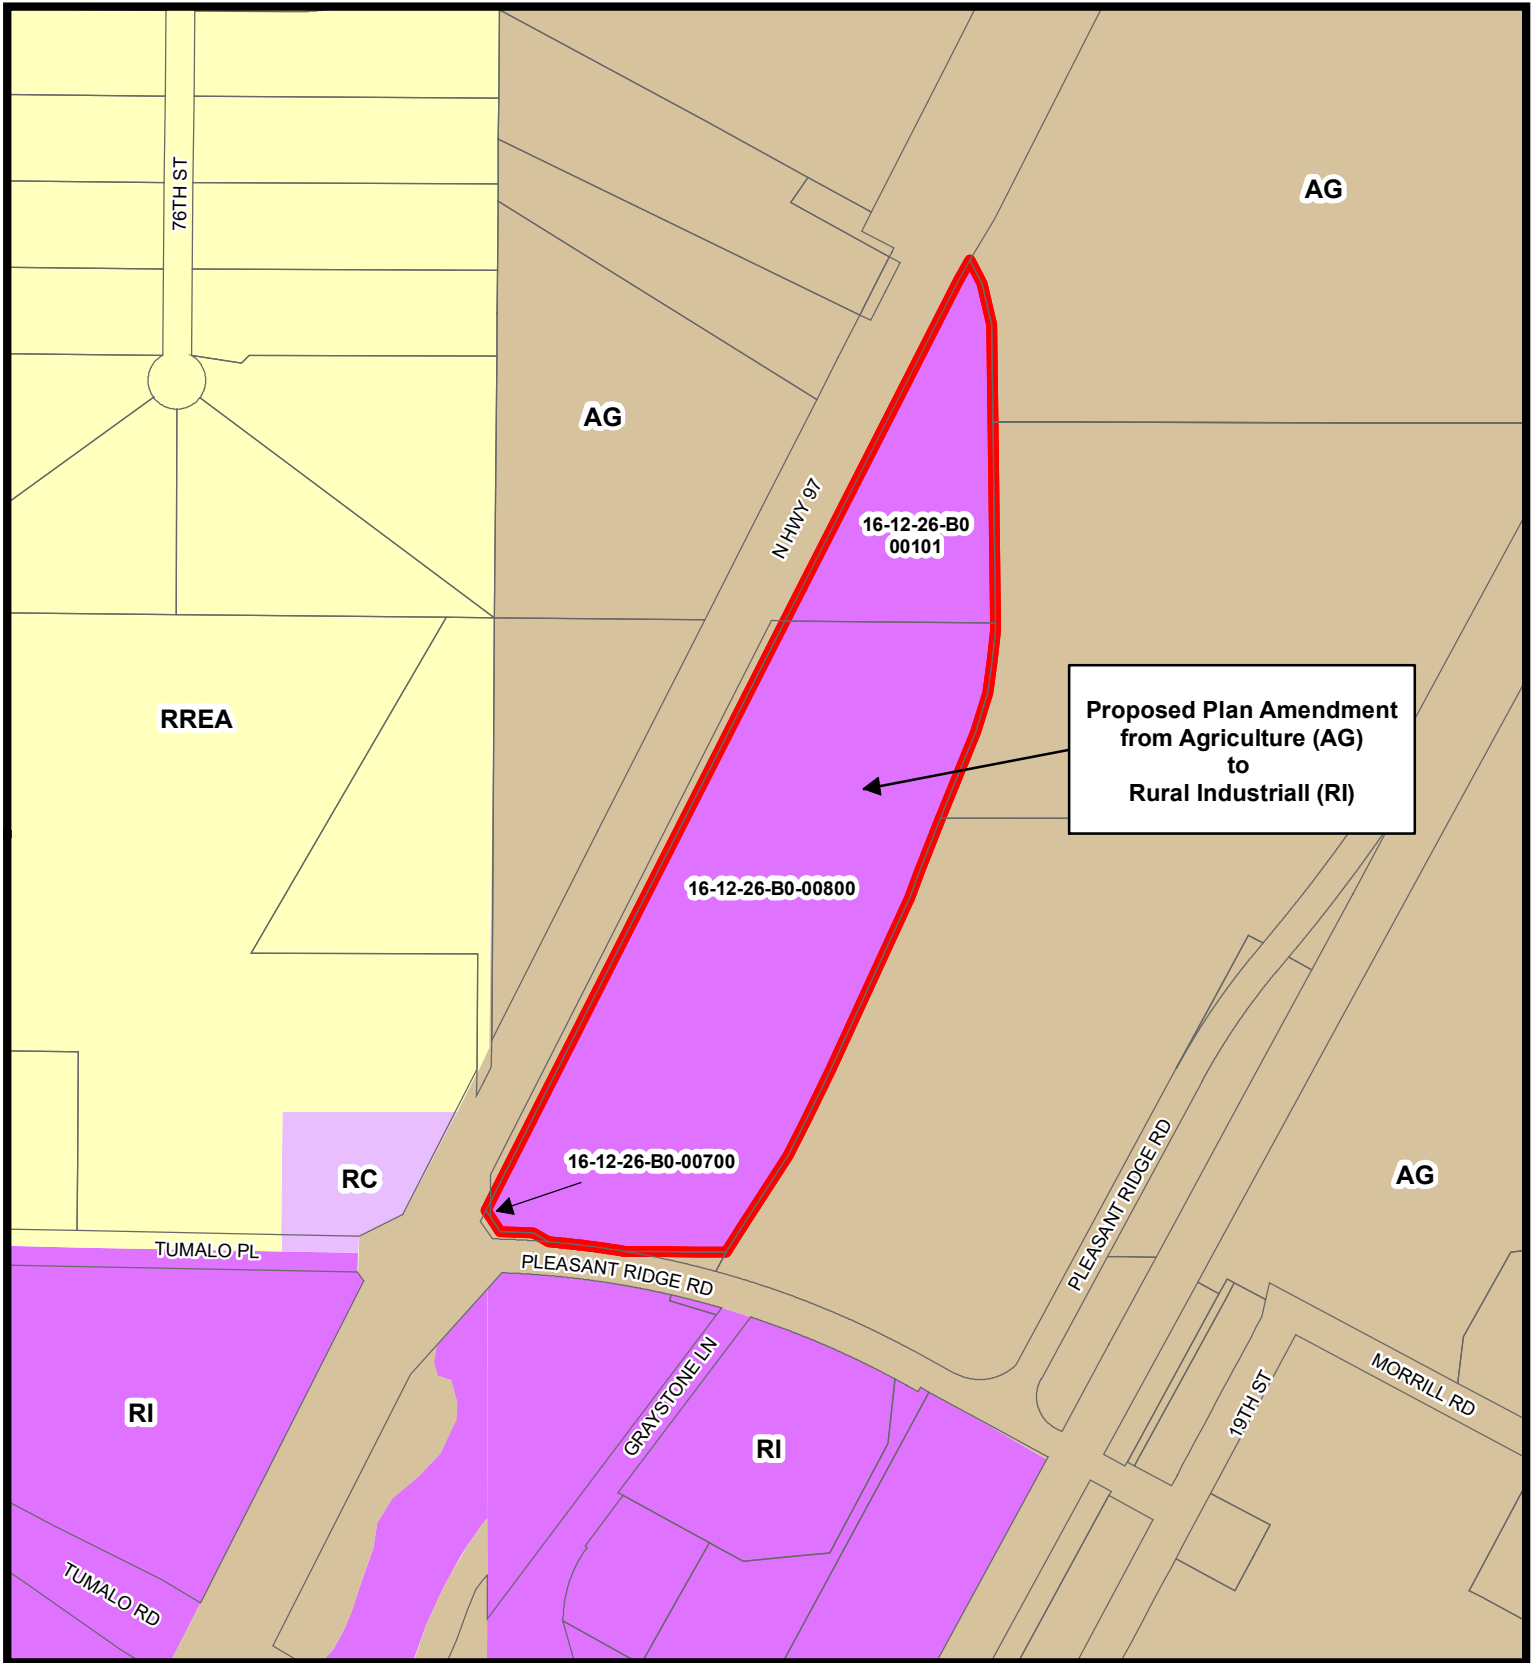 76TH ST
AG
AG
N HWY 97
16-12-26-B0
00101
RREA
Proposed Plan Amendment
from Agriculture (AG)
to
Rural Industriall (RI)
16-12-26-B0-00800
16-12-26-B0-00700
RC
PLEASANT RIDGE RD
AG
TUMALO PL
PLEASANT RIDGE RD
GRAYSTONE LN
MORRILL RD
19TH ST
RI
RI
TUMALO RD